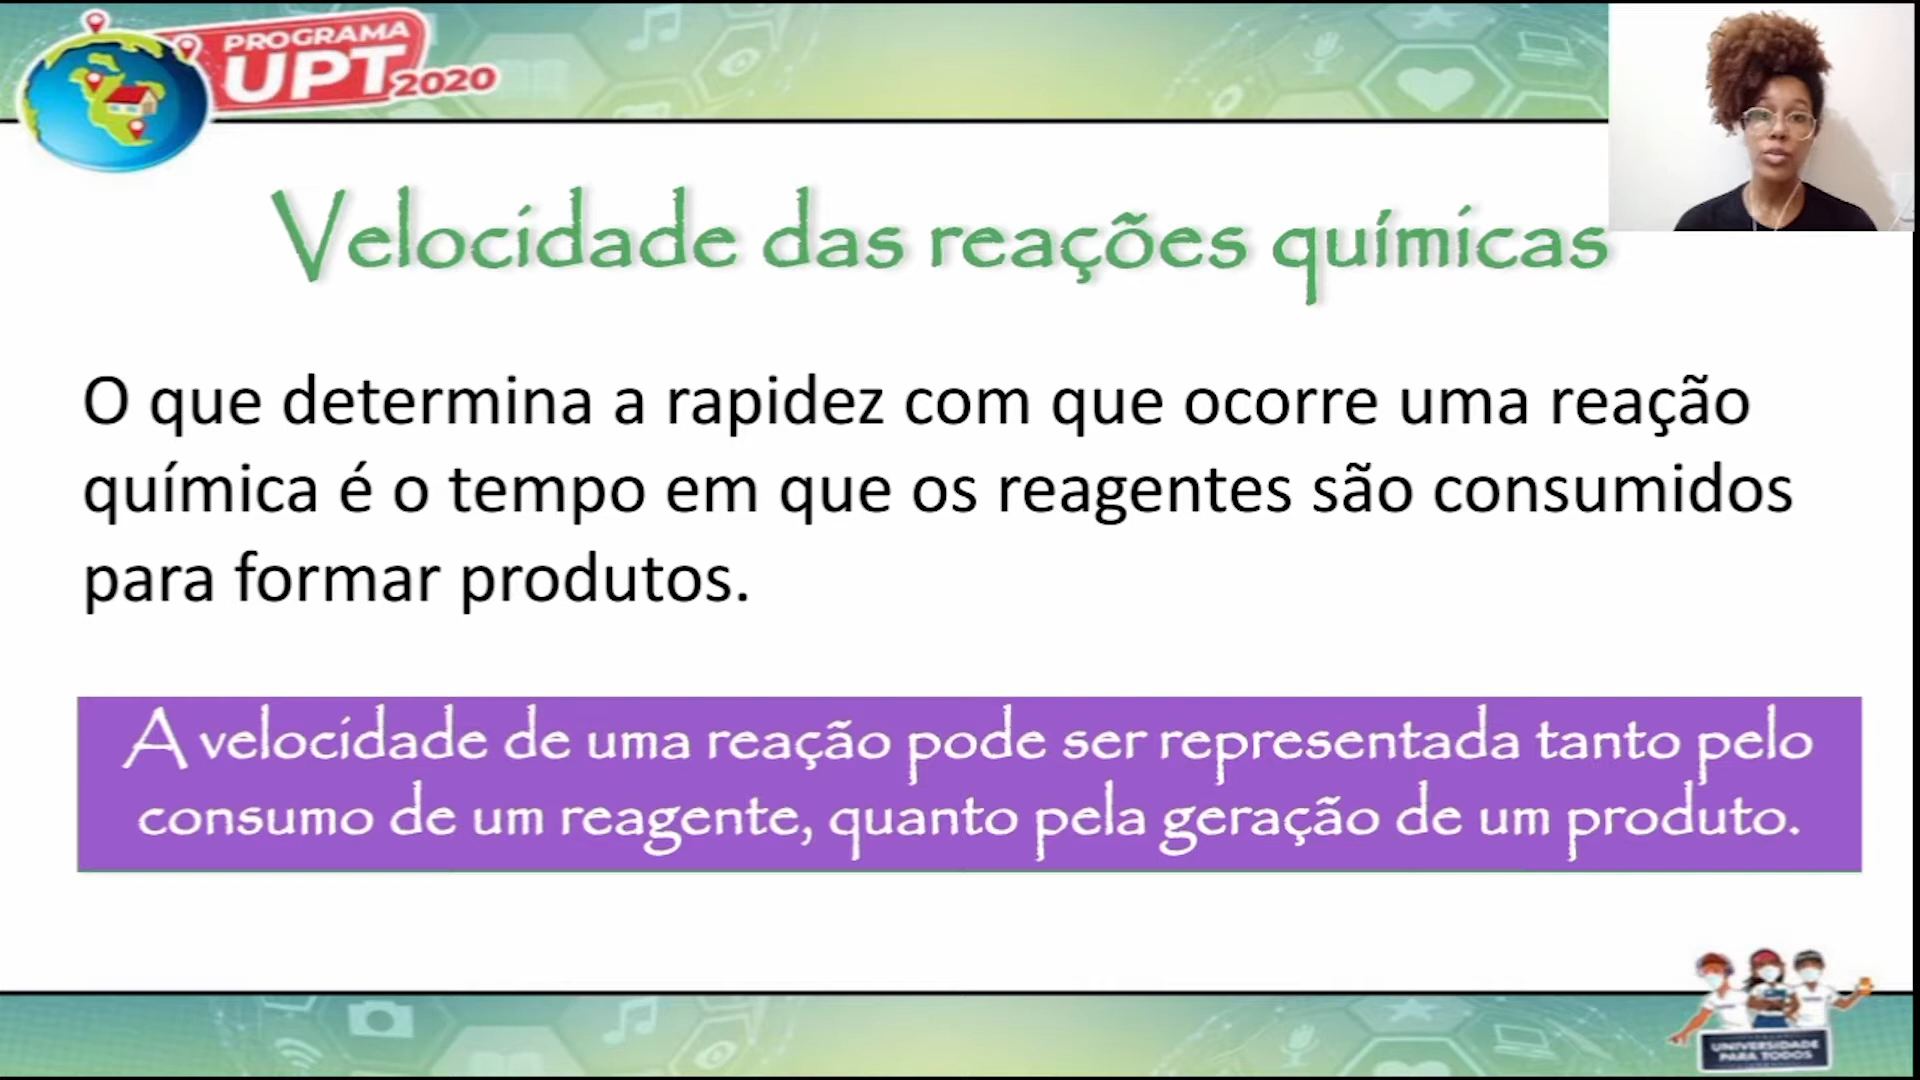 PROGRAMA
UPT 2020
Velocidade das reações químicas
O que determina a rapidez com que ocorre uma reação
química é o tempo em que os reagentes são consumidos
para formar produtos.
A velocidade de uma reação pode ser representada tanto pelo
consumo de um reagente, quanto pela geração de um produto.
UNIVERSIDADE
PARA TODOS